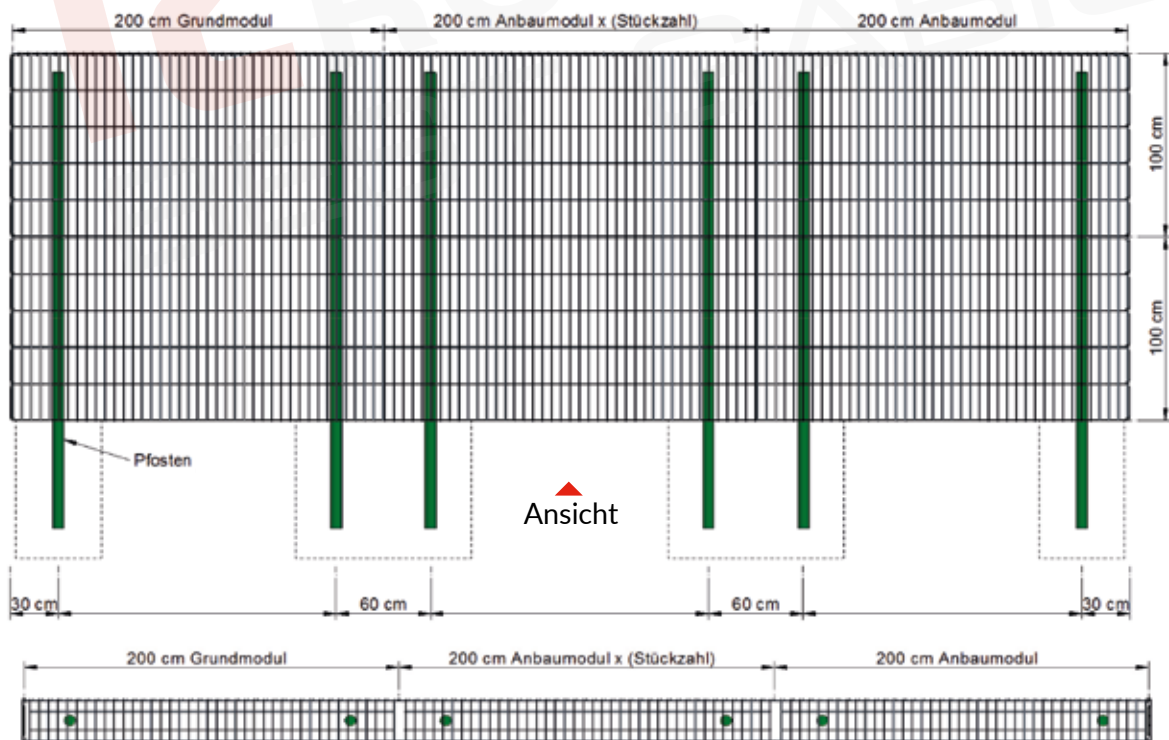 200 cm Grundmodul 200 cm Anbaumodul x (Stückzahl) 200 cm Anbaumodul
100 cm
100 cm
Pfosten
Ansicht
30 cm 60 cm 60 cm 30 cm
200 cm Grundmodul 200 cm Anbaumodul x (Stückzahl) 200 cm Anbaumodul